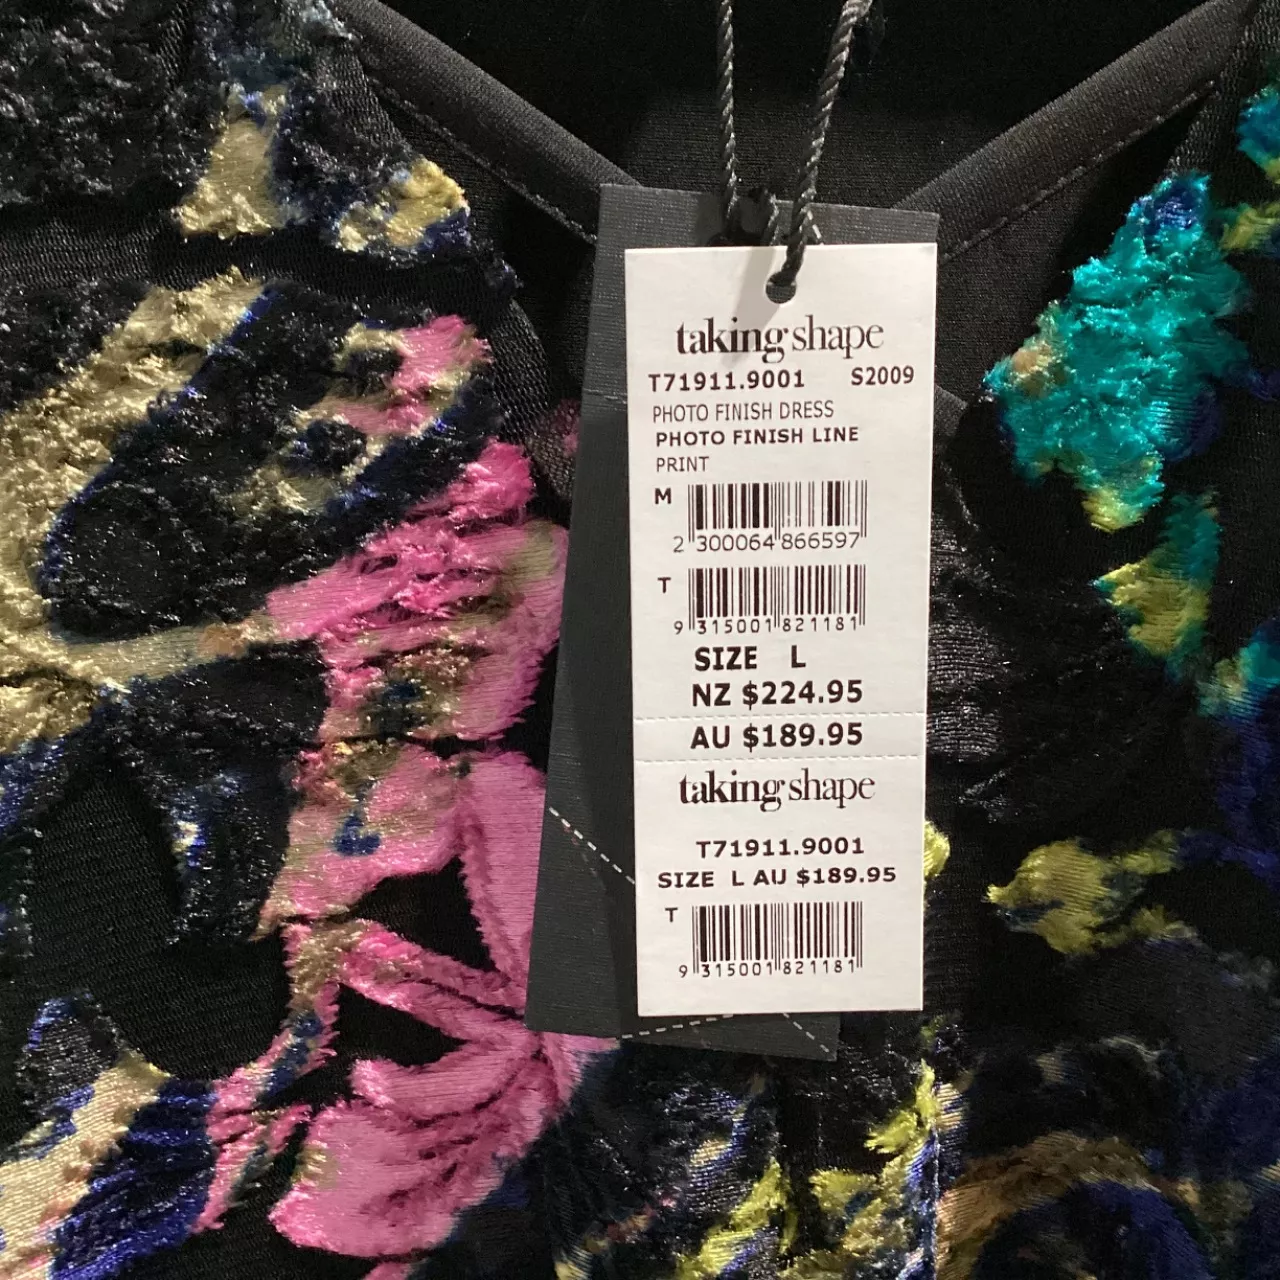 taking shape
T71911.9001 S2009
PHOTO FINISH DRESS
PHOTO FINISH LINE
PRINT
M
2 300064 866597
T
9 315001 821181
SIZE L
NZ $224.95
AU $189.95
taking shape
T71911.9001
SIZE L AU $189.95
T
9 315001 821181